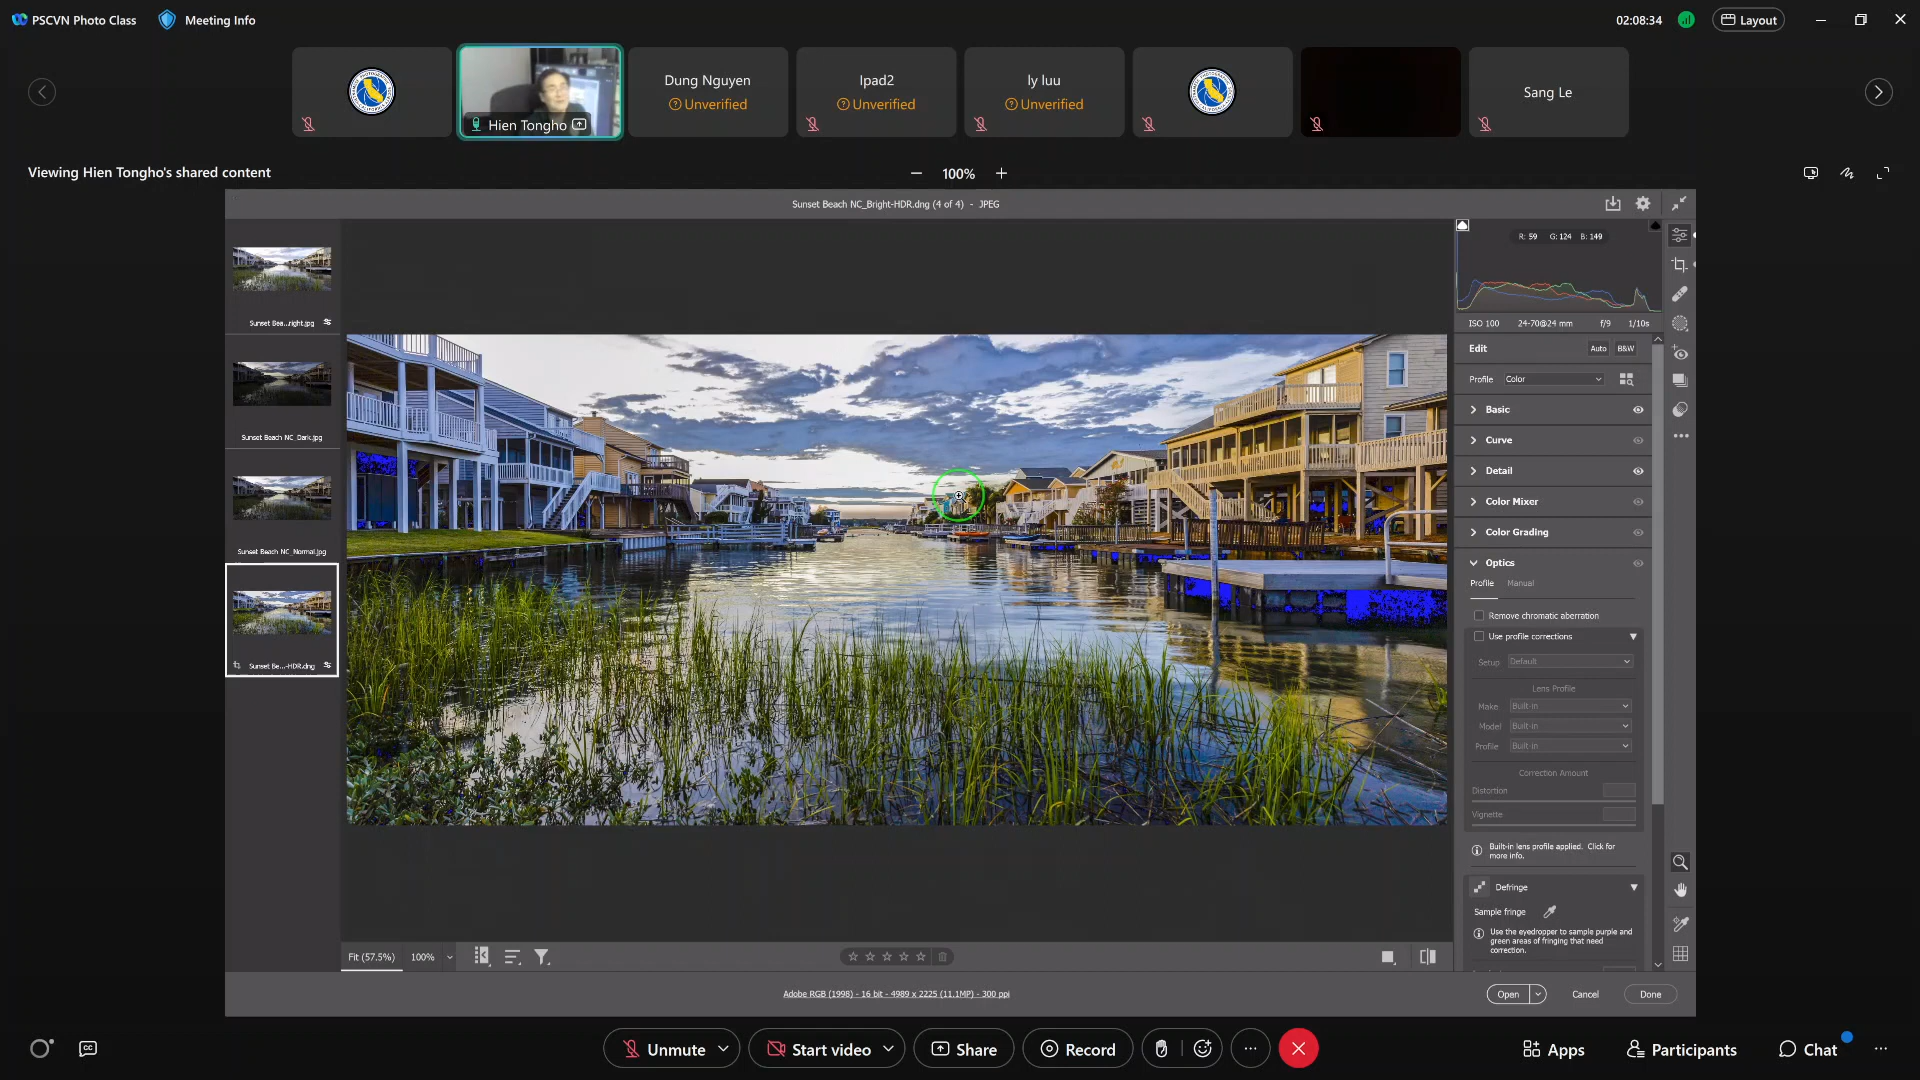 PSCVN Photo Class
Meeting Info
02:08:34
Layout
Hien Tongho
Dung Nguyen
Unverified
Ipad2
Unverified
ly luu
Unverified
Sang Le
Viewing Hien Tongho's shared content
100%
Sunset Beach NC_Bright-HDR.dng (4 of 4) - JPEG
Sunset Bea...right.jpg
Sunset Beach NC_Dark.jpg
Sunset Beach NC_Normal.jpg
Sunset Be...-HDR.dng
R: 59 G: 124 B: 149
ISO 100 24-70@24 mm f/9 1/10s
Edit
Auto
B&W
Profile
Color
Basic
Curve
Detail
Color Mixer
Color Grading
Optics
Profile
Manual
Remove chromatic aberration
Use profile corrections
Setup
Default
Lens Profile
Make
Built-in
Model
Built-in
Profile
Built in
Correction Amount
Distortion
Vignette
Built-in lens profile applied. Click for
more info.
Defringe
Sample fringe
Use the eyedropper to sample purple and
green areas of fringing that need
correction.
Fit (57.5%)
100%
Adobe RGB (1998) - 16 bit - 4989 x 2225 (11.1MP) - 300 ppi
Open
Cancel
Done
CC
Unmute
Start video
Share
Record
Apps
Participants
Chat